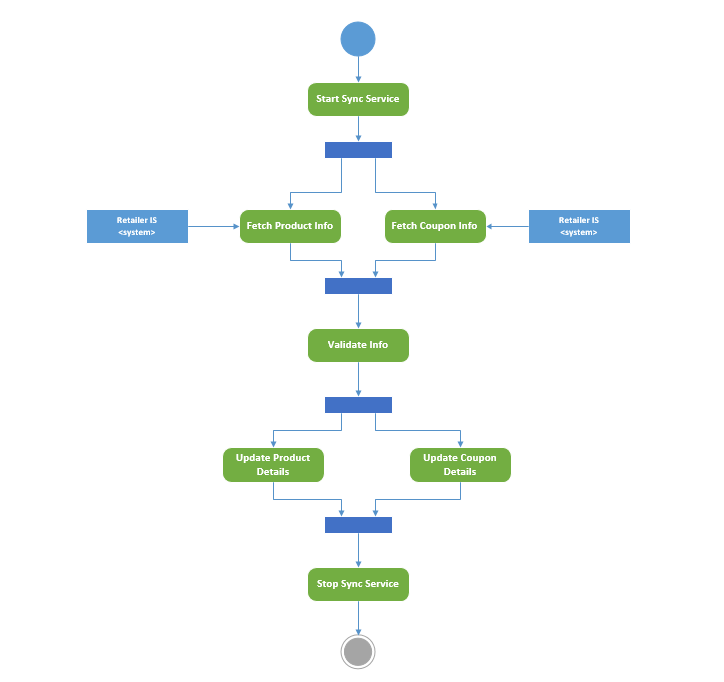 Start Sync Service
Retailer IS
<system>
Fetch Product Info
Fetch Coupon Info
Retailer IS
<system>
Validate Info
Update Product
Details
Update Coupon
Details
Stop Sync Service